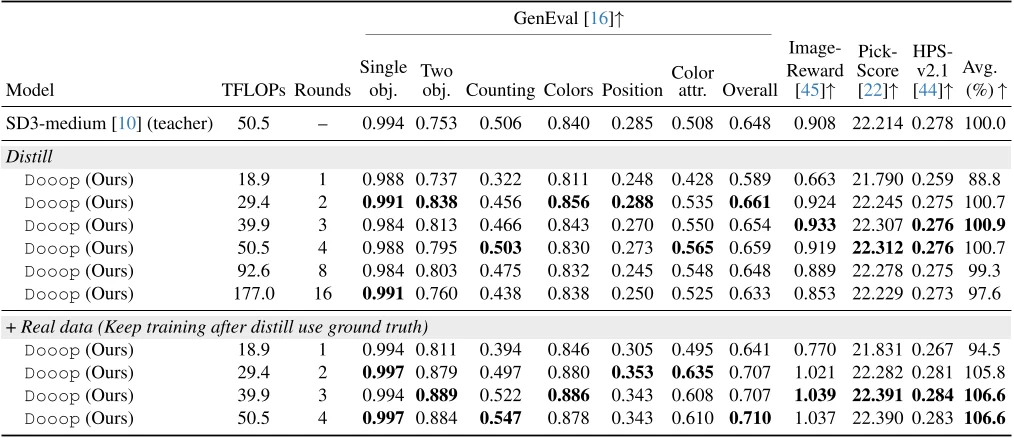 GenEval [16]↑
Model TFLOPs Rounds Single obj. Two obj. Counting Colors Position Color attr. Overall Image-Reward [45]↑ Pick-Score [22]↑ HPS-v2.1 [44]↑ Avg. (%) ↑
SD3-medium [10] (teacher) 50.5 – 0.994 0.753 0.506 0.840 0.285 0.508 0.648 0.908 22.214 0.278 100.0
Distill
Dooop (Ours) 18.9 1 0.988 0.737 0.322 0.811 0.248 0.428 0.589 0.663 21.790 0.259 88.8
Dooop (Ours) 29.4 2 0.991 0.838 0.456 0.856 0.288 0.535 0.661 0.924 22.245 0.275 100.7
Dooop (Ours) 39.9 3 0.984 0.813 0.466 0.843 0.270 0.550 0.654 0.933 22.307 0.276 100.9
Dooop (Ours) 50.5 4 0.988 0.795 0.503 0.830 0.273 0.565 0.659 0.919 22.312 0.276 100.7
Dooop (Ours) 92.6 8 0.984 0.803 0.475 0.832 0.245 0.548 0.648 0.889 22.278 0.275 99.3
Dooop (Ours) 177.0 16 0.991 0.760 0.438 0.838 0.250 0.525 0.633 0.853 22.229 0.273 97.6
+ Real data (Keep training after distill use ground truth)
Dooop (Ours) 18.9 1 0.994 0.811 0.394 0.846 0.305 0.495 0.641 0.770 21.831 0.267 94.5
Dooop (Ours) 29.4 2 0.997 0.879 0.497 0.880 0.353 0.635 0.707 1.021 22.282 0.281 105.8
Dooop (Ours) 39.9 3 0.994 0.889 0.522 0.886 0.343 0.608 0.707 1.039 22.391 0.284 106.6
Dooop (Ours) 50.5 4 0.997 0.884 0.547 0.878 0.343 0.610 0.710 1.037 22.390 0.283 106.6